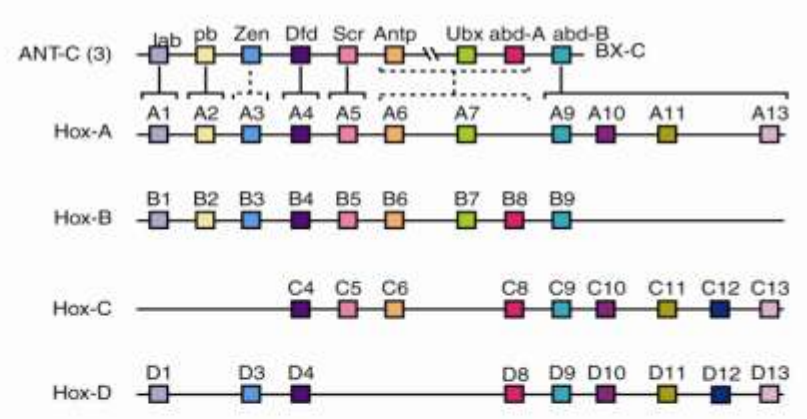 lab pb Zen Dfd Scr Antp Ubx abd-A abd-B
ANT-C (3) BX-C
A1 A2 A3 A4 A5 A6 A7 A9 A10 A11 A13
Hox-A
B1 B2 B3 B4 B5 B6 B7 B8 B9
Hox-B
C4 C5 C6 C8 C9 C10 C11 C12 C13
Hox-C
D1 D3 D4 D8 D9 D10 D11 D12 D13
Hox-D